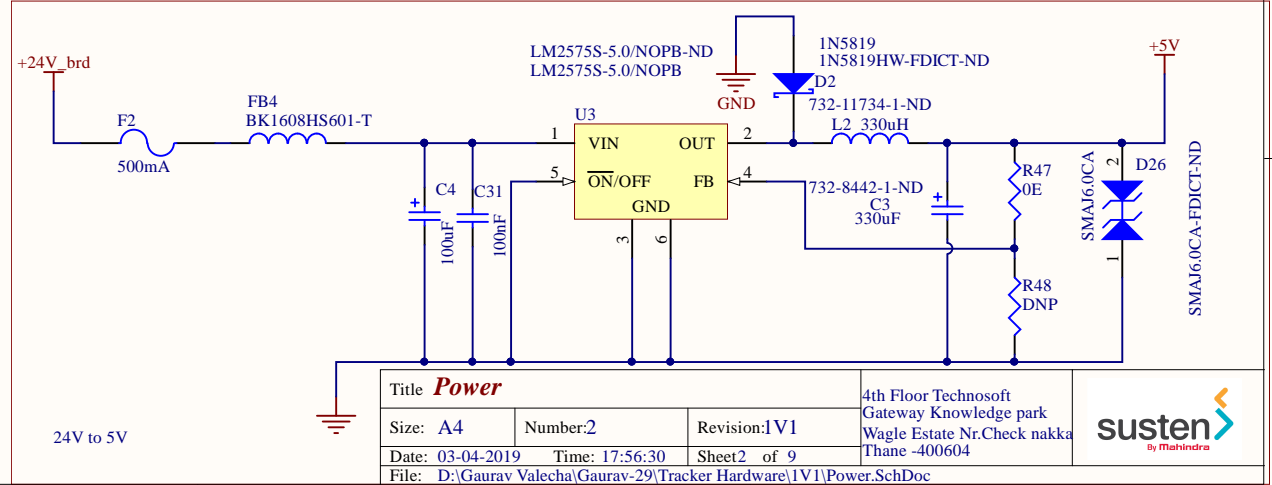 +24V_brd
F2
500mA
FB4
BK1608HS601-T
LM2575S-5.0/NOPB-ND
LM2575S-5.0/NOPB
U3
1
VIN
OUT
2
5
ON/OFF
FB
4
GND
3
6
C4
100uF
C31
100nF
GND
1N5819
1N5819HW-FDICT-ND
D2
732-11734-1-ND
L2 330uH
732-8442-1-ND
C3
330uF
+
+
R47
0E
R48
DNP
+5V
2
D26
1
SMAJ6.0CA
SMAJ6.0CA-FDICT-ND
24V to 5V
Title Power
Size: A4
Number:2
Revision:1V1
Date: 03-04-2019
Time: 17:56:30
Sheet2 of 9
File: D:\Gaurav Valecha\Gaurav-29\Tracker Hardware\1V1\Power.SchDoc
4th Floor Technosoft
Gateway Knowledge park
Wagle Estate Nr.Check nakka
Thane -400604
susten
By Mahindra